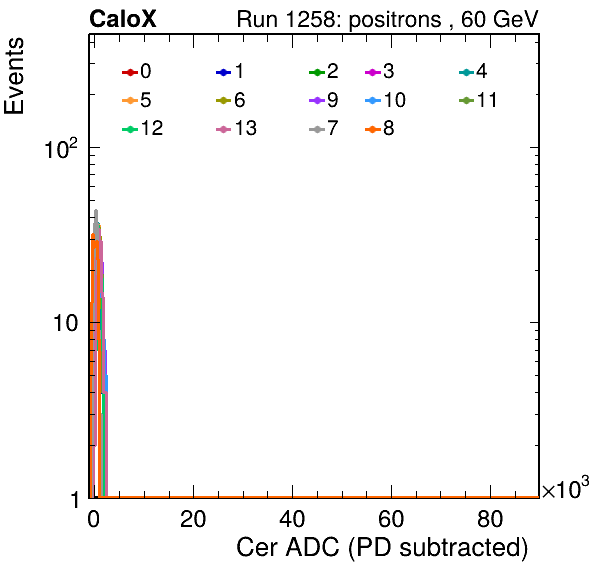 CaloX Run 1258: positrons , 60 GeV
Events
0 1 2 3 4
5 6 9 10 11
12 13 7 8
10²
10
1
0 20 40 60 80 ×10³
Cer ADC (PD subtracted)